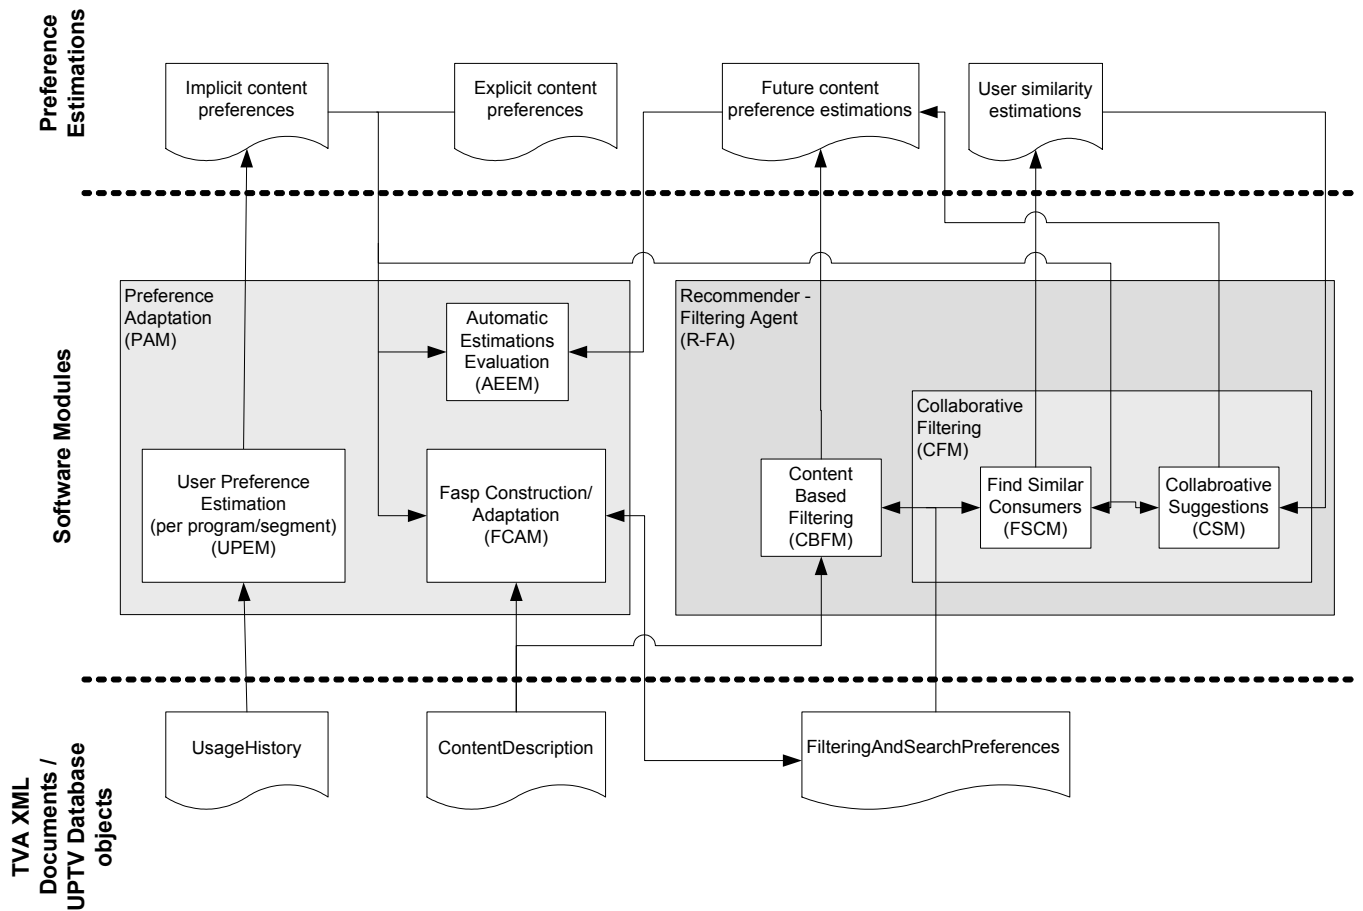 Preference
Estimations
Implicit content
preferences
Explicit content
preferences
Future content
preference estimations
User similarity
estimations
Software Modules
Preference
Adaptation
(PAM)
Automatic
Estimations
Evaluation
(AEEM)
User Preference
Estimation
(per program/segment)
(UPEM)
Fasp Construction/
Adaptation
(FCAM)
Recommender -
Filtering Agent
(R-FA)
Content
Based
Filtering
(CBFM)
Collaborative
Filtering
(CFM)
Find Similar
Consumers
(FSCM)
Collabroative
Suggestions
(CSM)
TVA XML
Documents /
UPTV Database
objects
UsageHistory
ContentDescription
FilteringAndSearchPreferences